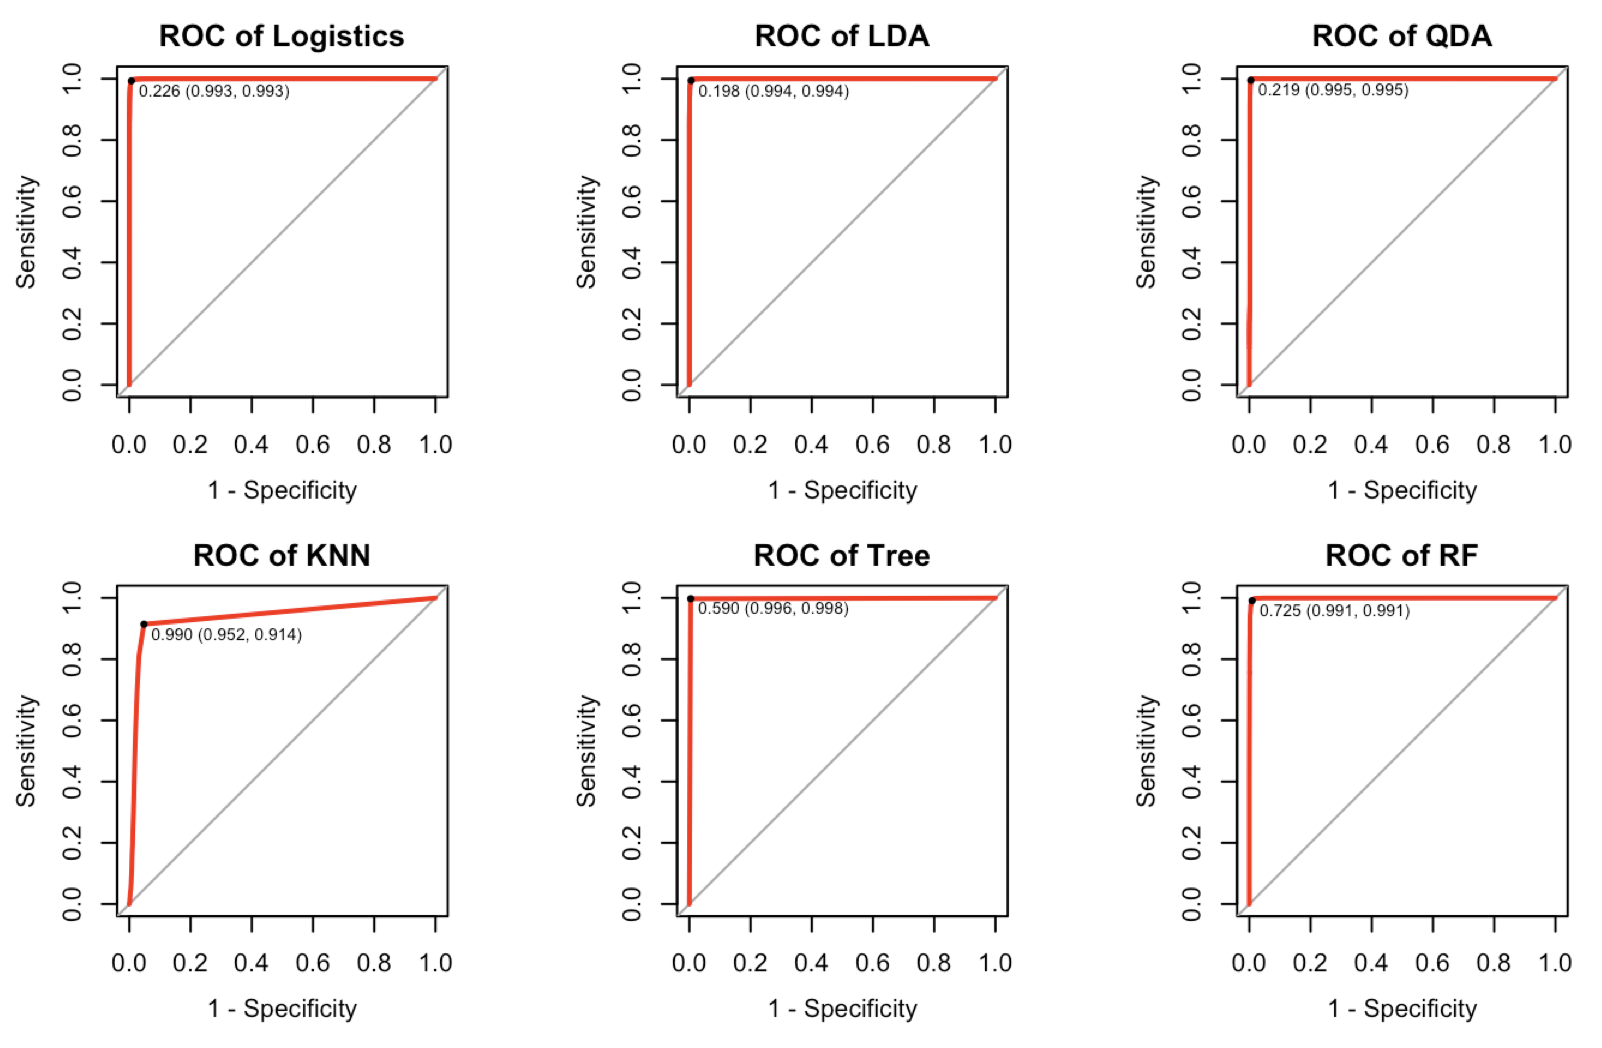 ROC of Logistics
1.0
0.8
0.6
0.4
0.2
0.0
Sensitivity
0.226 (0.993, 0.993)
0.0 0.2 0.4 0.6 0.8 1.0
1 - Specificity
ROC of LDA
1.0
0.8
0.6
0.4
0.2
0.0
Sensitivity
0.198 (0.994, 0.994)
0.0 0.2 0.4 0.6 0.8 1.0
1 - Specificity
ROC of QDA
1.0
0.8
0.6
0.4
0.2
0.0
Sensitivity
0.219 (0.995, 0.995)
0.0 0.2 0.4 0.6 0.8 1.0
1 - Specificity
ROC of KNN
1.0
0.8
0.6
0.4
0.2
0.0
Sensitivity
0.990 (0.952, 0.914)
0.0 0.2 0.4 0.6 0.8 1.0
1 - Specificity
ROC of Tree
1.0
0.8
0.6
0.4
0.2
0.0
Sensitivity
0.590 (0.996, 0.998)
0.0 0.2 0.4 0.6 0.8 1.0
1 - Specificity
ROC of RF
1.0
0.8
0.6
0.4
0.2
0.0
Sensitivity
0.725 (0.991, 0.991)
0.0 0.2 0.4 0.6 0.8 1.0
1 - Specificity